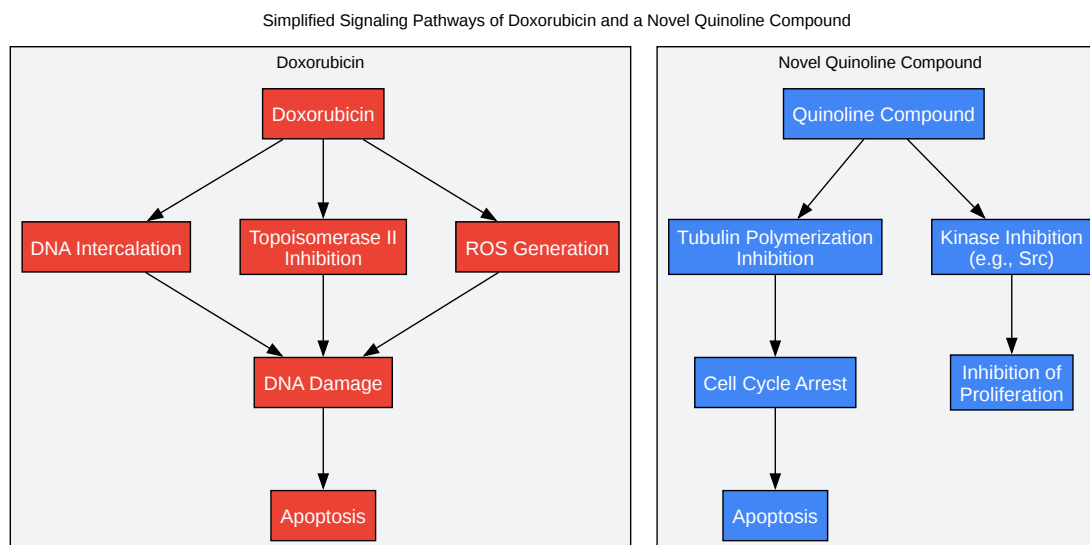 Simplified Signaling Pathways of Doxorubicin and a Novel Quinoline Compound
Doxorubicin
Doxorubicin
DNA Intercalation
Topoisomerase II
Inhibition
ROS Generation
DNA Damage
Apoptosis
Novel Quinoline Compound
Quinoline Compound
Tubulin Polymerization
Inhibition
Kinase Inhibition
(e.g., Src)
Cell Cycle Arrest
Inhibition of
Proliferation
Apoptosis